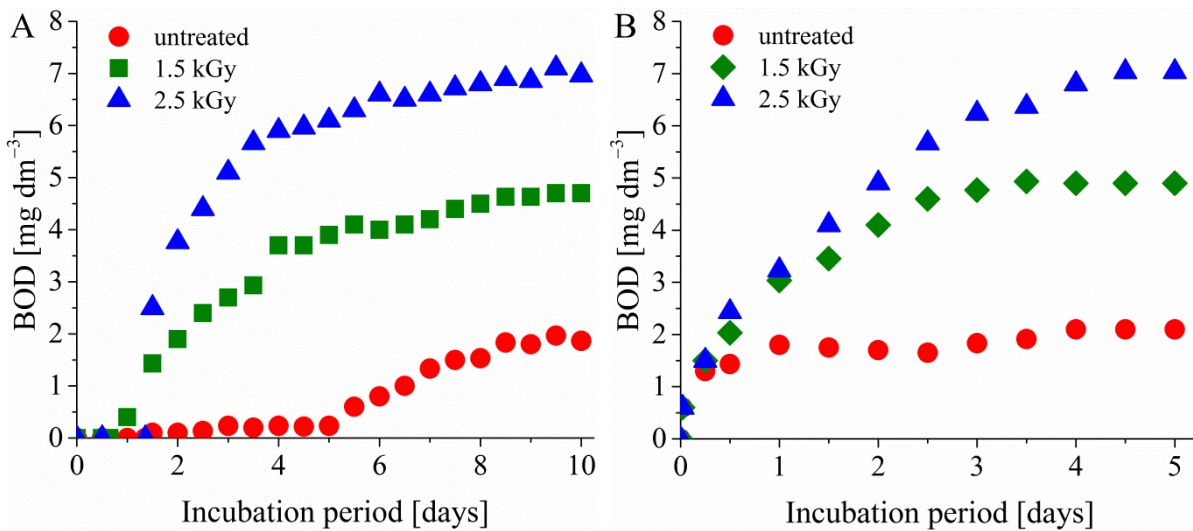 A
untreated
1.5 kGy
2.5 kGy
BOD [mg dm⁻³]
8
7
6
5
4
3
2
1
0
0 2 4 6 8 10
Incubation period [days]
B
untreated
1.5 kGy
2.5 kGy
BOD [mg dm⁻³]
8
7
6
5
4
3
2
1
0
0 1 2 3 4 5
Incubation period [days]